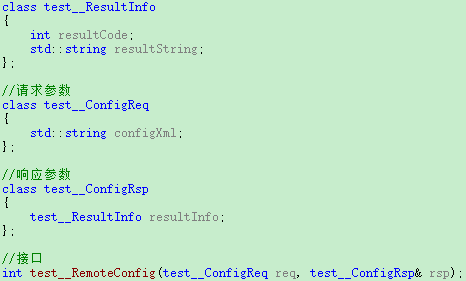 class test__ResultInfo
{
    int resultCode;
    std::string resultString;
};

//请求参数
class test__ConfigReq
{
    std::string configXml;
};

//响应参数
class test__ConfigRsp
{
    test__ResultInfo resultInfo;
};

//接口
int test__RemoteConfig(test__ConfigReq req, test__ConfigRsp& rsp);